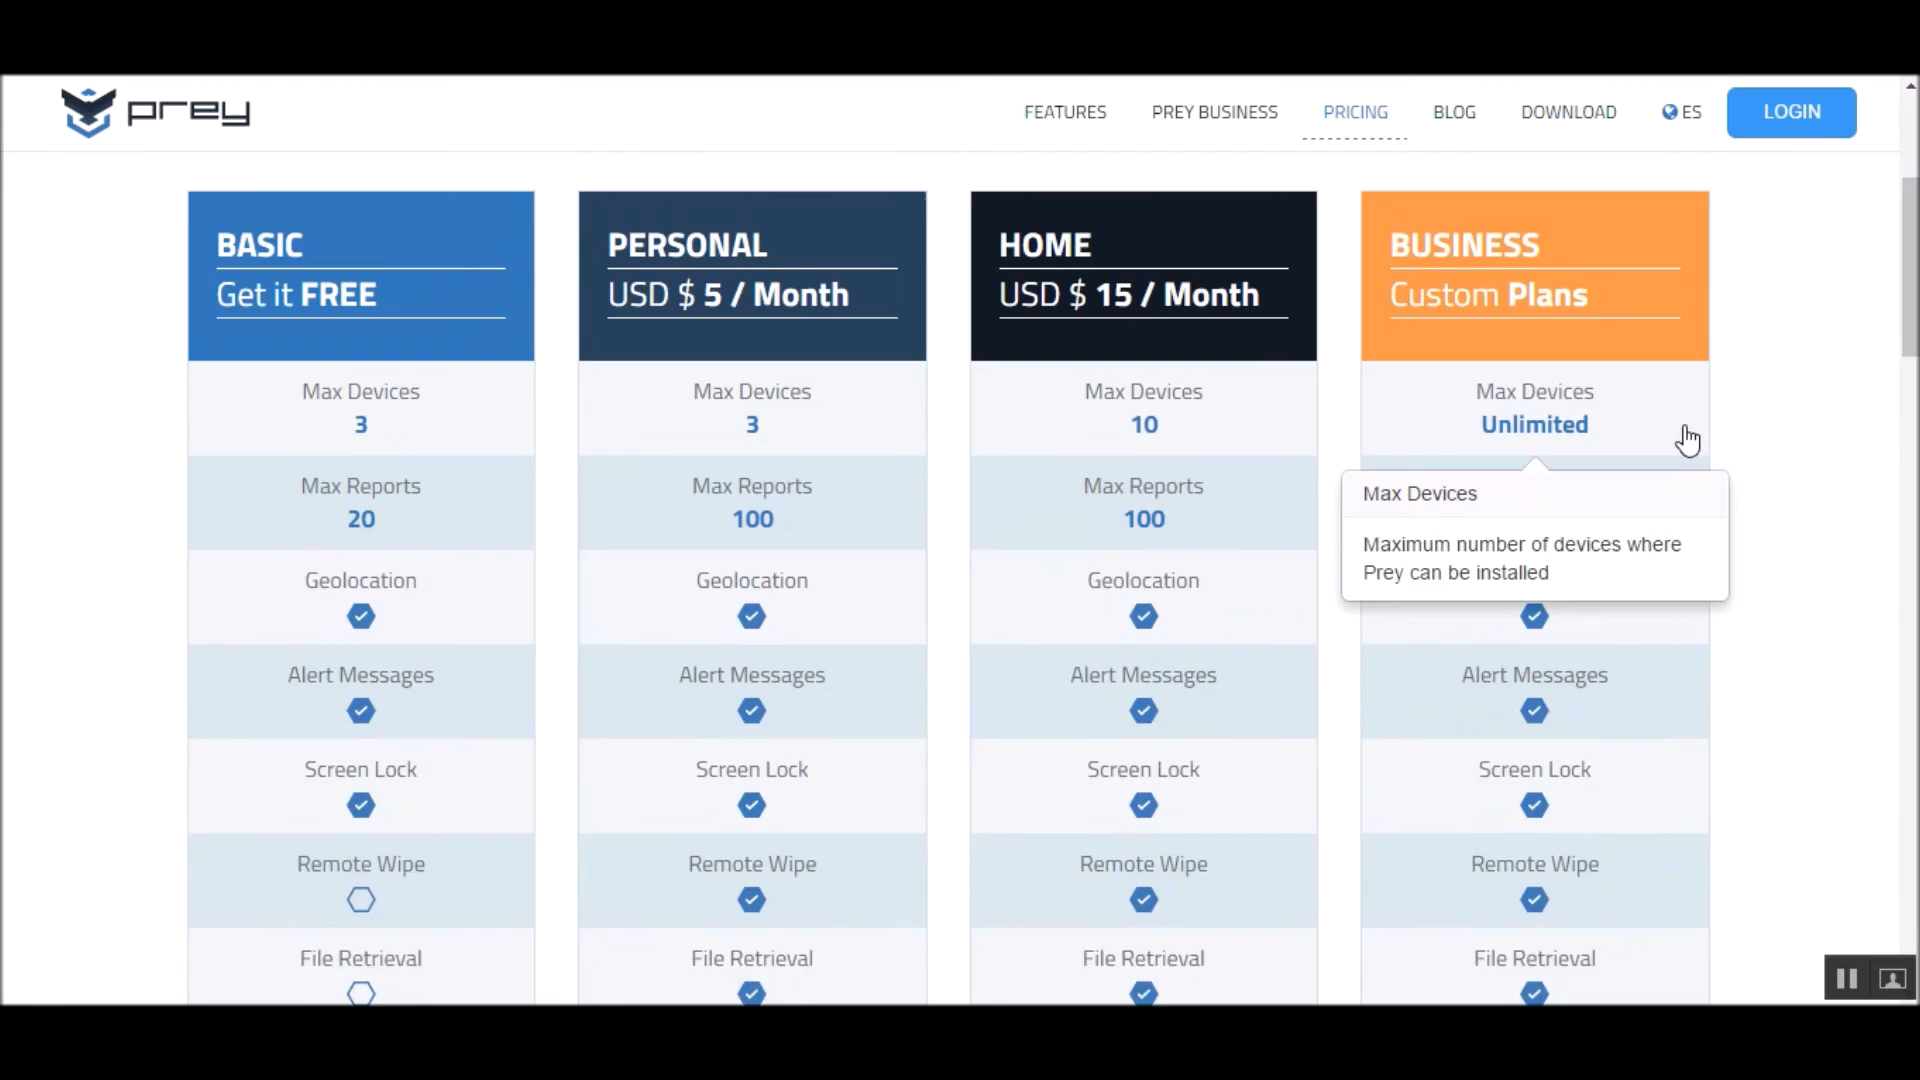 prey
FEATURES PREY BUSINESS PRICING BLOG DOWNLOAD ES LOGIN
BASIC
Get it FREE
Max Devices
3
Max Reports
20
Geolocation
Alert Messages
Screen Lock
Remote Wipe
File Retrieval
PERSONAL
USD $ 5 / Month
Max Devices
3
Max Reports
100
Geolocation
Alert Messages
Screen Lock
Remote Wipe
File Retrieval
HOME
USD $ 15 / Month
Max Devices
10
Max Reports
100
Geolocation
Alert Messages
Screen Lock
Remote Wipe
File Retrieval
BUSINESS
Custom Plans
Max Devices
Unlimited
Max Devices
Maximum number of devices where
Prey can be installed
Alert Messages
Screen Lock
Remote Wipe
File Retrieval